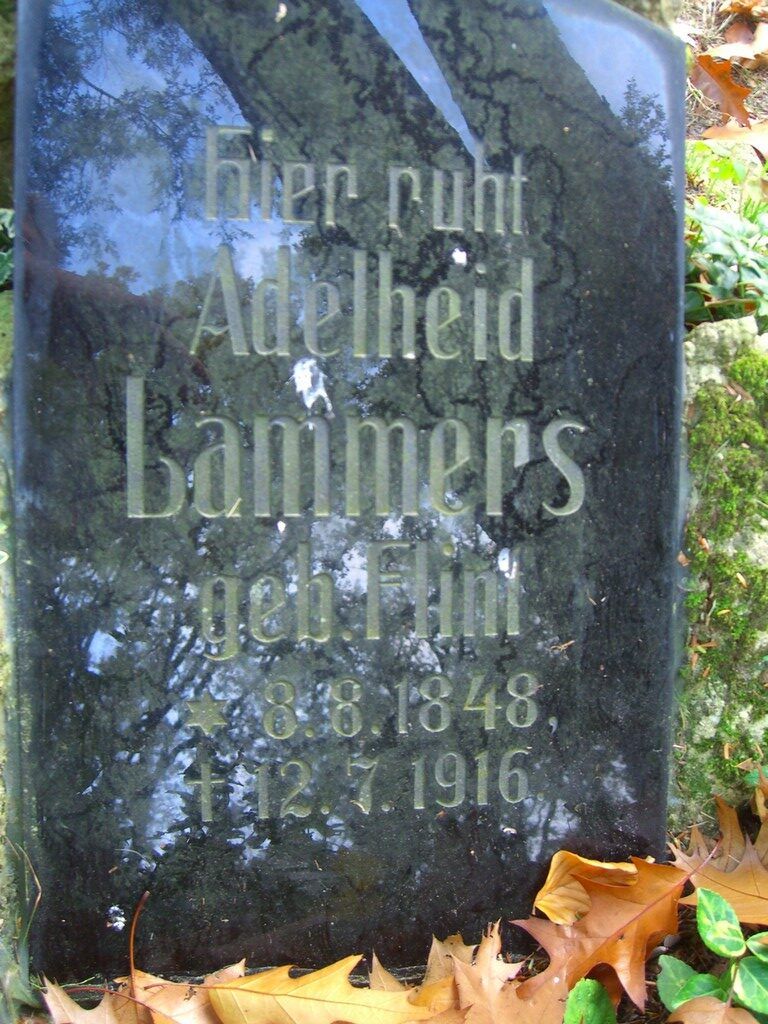 Hier ruht
Adelheid
Lammers
geb. Flint
* 8.8.1848,
† 12.7.1916.